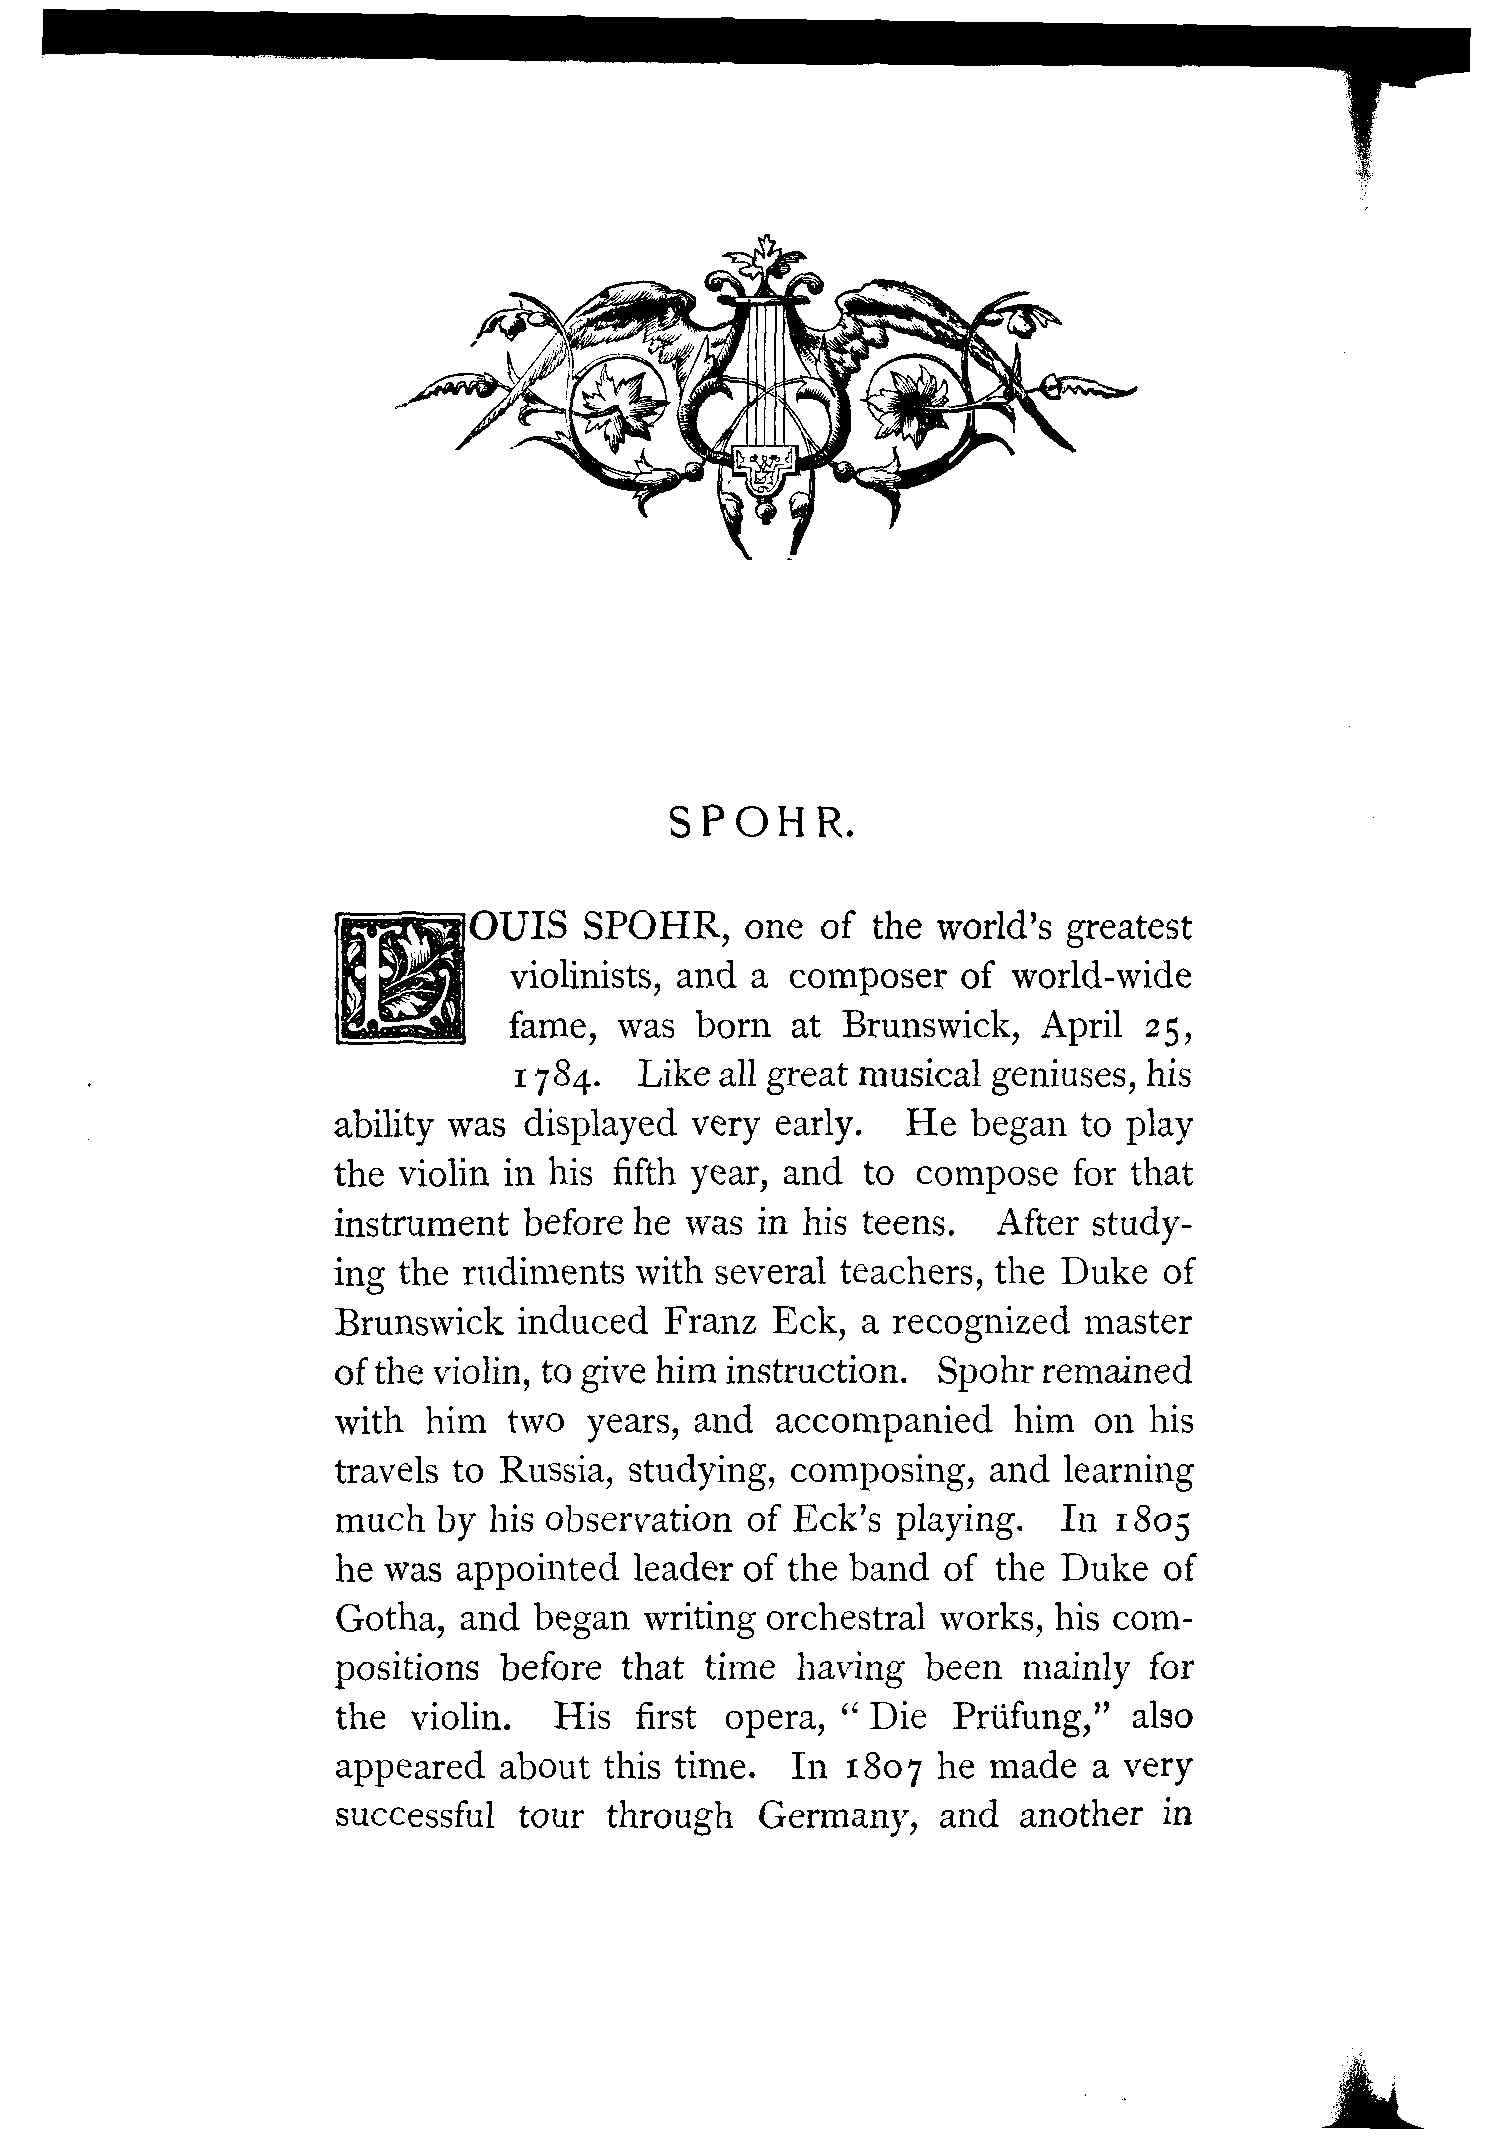 SPOHR.
LOUIS SPOHR, one of the world's greatest
violinists, and a composer of world-wide
fame, was born at Brunswick, April 25,
1784. Like all great musical geniuses, his
ability was displayed very early. He began to play
the violin in his fifth year, and to compose for that
instrument before he was in his teens. After study-
ing the rudiments with several teachers, the Duke of
Brunswick induced Franz Eck, a recognized master
of the violin, to give him instruction. Spohr remained
with him two years, and accompanied him on his
travels to Russia, studying, composing, and learning
much by his observation of Eck's playing. In 1805
he was appointed leader of the band of the Duke of
Gotha, and began writing orchestral works, his com-
positions before that time having been mainly for
the violin. His first opera, “Die Prüfung,” also
appeared about this time. In 1807 he made a very
successful tour through Germany, and another in